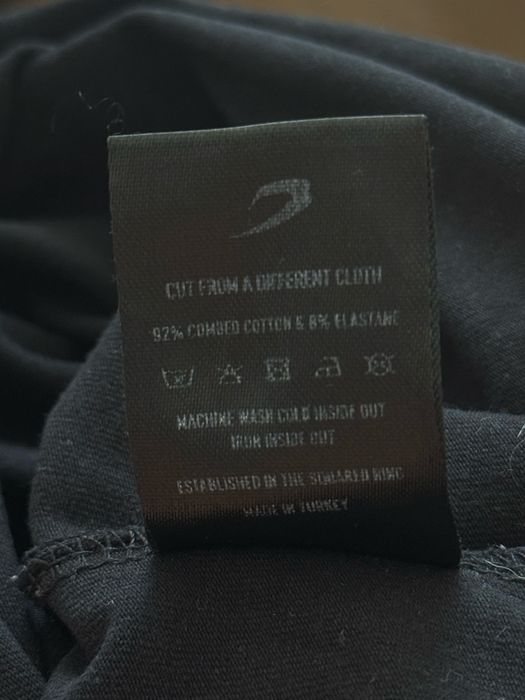 CUT FROM A DIFFERENT CLOTH
92% COMBED COTTON & 8% ELASTANE
MACHINE WASH COLD INSIDE OUT
IRON INSIDE OUT
ESTABLISHED IN THE SQUARED RING
MADE IN TURKEY